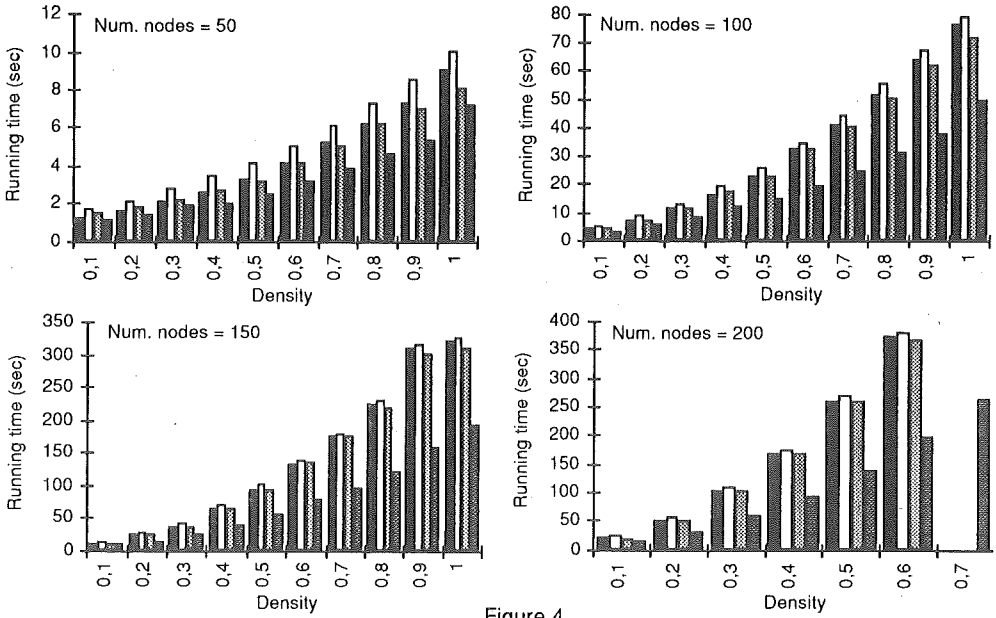 Num. nodes = 50
Running time (sec)
12
10
8
6
4
2
0
0,1 0,2 0,3 0,4 0,5 0,6 0,7 0,8 0,9 1
Density
Num. nodes = 100
Running time (sec)
80
70
60
50
40
30
20
10
0
0,1 0,2 0,3 0,4 0,5 0,6 0,7 0,8 0,9 1
Density
Num. nodes = 150
Running time (sec)
350
300
250
200
150
100
50
0
0,1 0,2 0,3 0,4 0,5 0,6 0,7 0,8 0,9 1
Density
Num. nodes = 200
Running time (sec)
400
350
300
250
200
150
100
50
0
0,1 0,2 0,3 0,4 0,5 0,6 0,7
Density
Figure 4